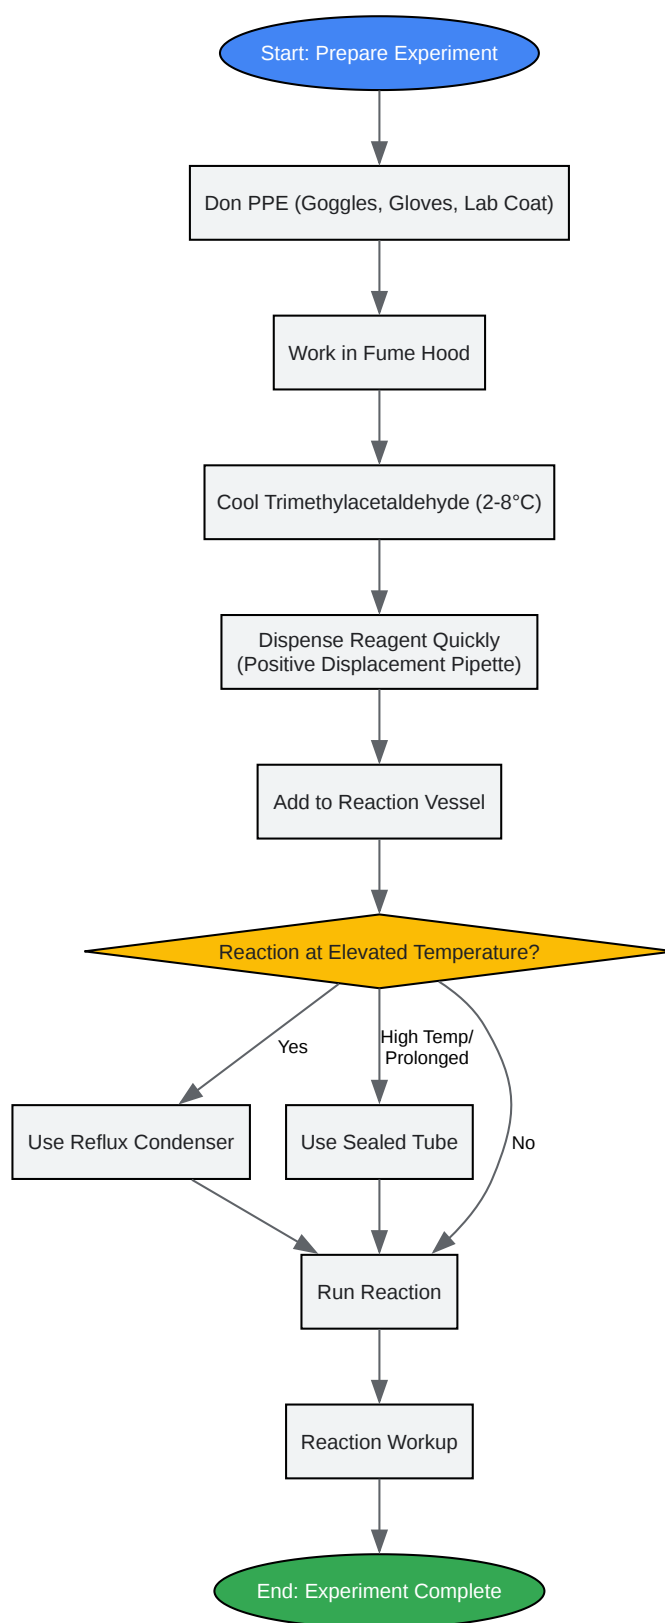 Start: Prepare Experiment
Don PPE (Goggles, Gloves, Lab Coat)
Work in Fume Hood
Cool Trimethylacetaldehyde (2-8°C)
Dispense Reagent Quickly
(Positive Displacement Pipette)
Add to Reaction Vessel
Reaction at Elevated Temperature?
Yes
High Temp/
Prolonged
No
Use Reflux Condenser
Use Sealed Tube
Run Reaction
Reaction Workup
End: Experiment Complete